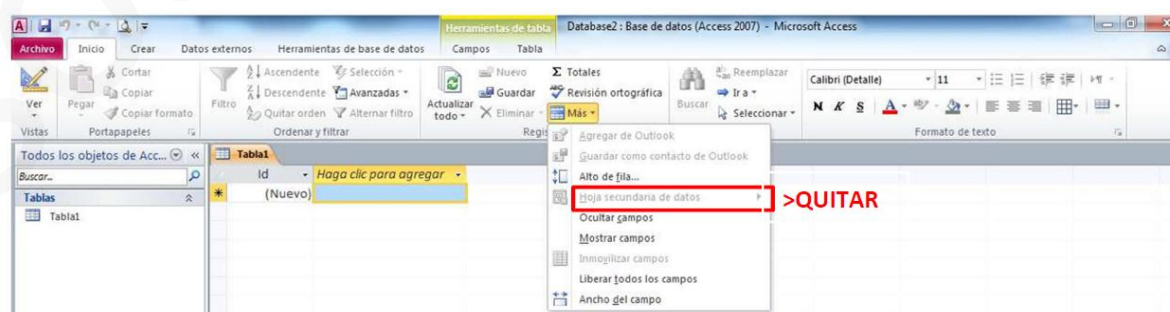 A Herramientas de tabla Database2 : Base de datos (Access 2007) - Microsoft Access
Archivo Inicio Crear Datos externos Herramientas de base de datos Campos Tabla
Ver
Vistas
Pegar
Cortar
Copiar
Copiar formato
Portapapeles
Filtro
Ascendente
Descendente
Quitar orden
Selección
Avanzadas
Alternar filtro
Ordenar y filtrar
Actualizar
todo
Nuevo
Guardar
Eliminar
Σ Totales
Revisión ortográfica
Más
Regis
Buscar
Reemplazar
Ir a
Seleccionar
Calibri (Detalle) 11
N K S A
Formato de texto
Todos los objetos de Acc... «
Buscar...
Tablas
Tabla1
Tabla1
Id Haga clic para agregar
* (Nuevo)
Agregar de Outlook
Guardar como contacto de Outlook
Alto de fila...
Hoja secundaria de datos >QUITAR
Ocultar campos
Mostrar campos
Inmovilizar campos
Liberar todos los campos
Ancho del campo